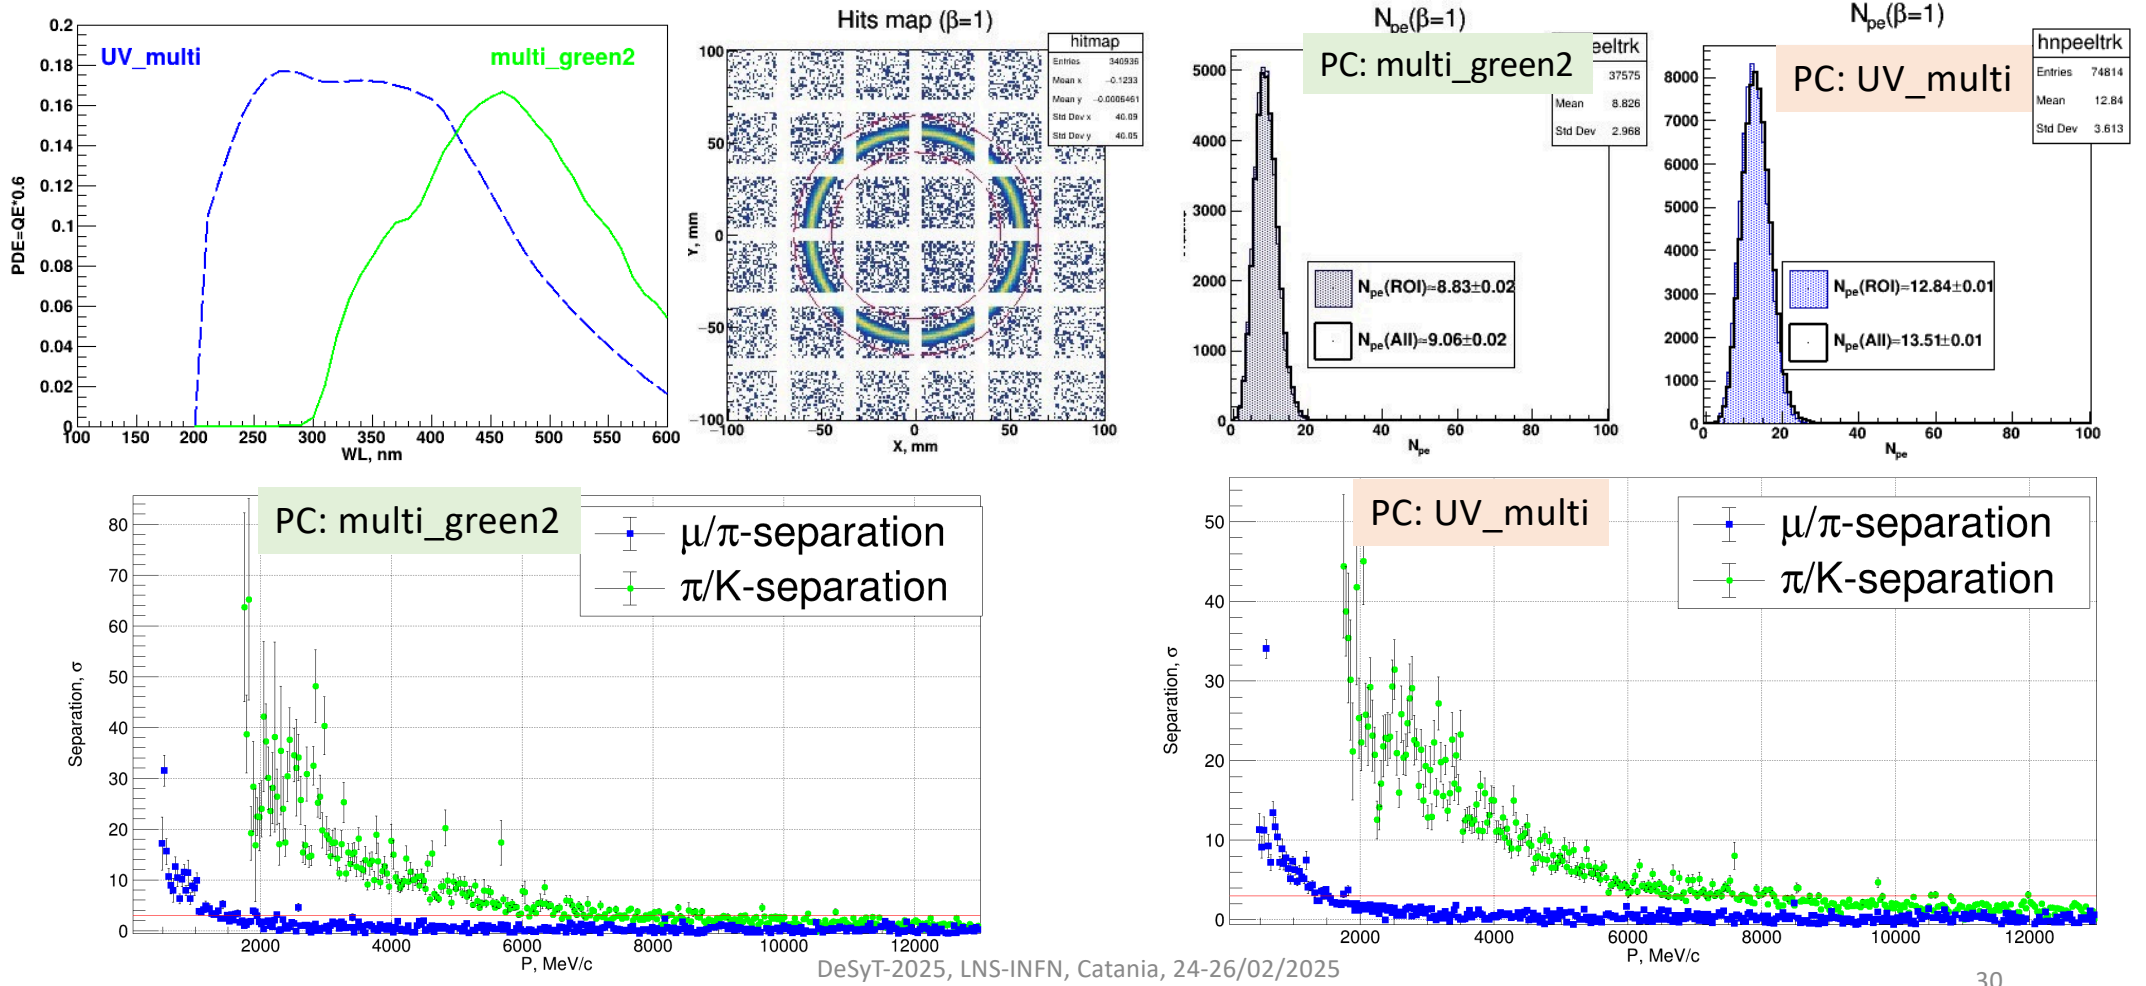 UV_multi
multi_green2
PDE=QE*0.6
0.2
0.18
0.16
0.14
0.12
0.1
0.08
0.06
0.04
0.02
0
100 150 200 250 300 350 400 450 500 550 600
WL, nm
Hits map (β=1)
hitmap
Entries 340936
Mean x −0.1233
Mean y −0.0006461
Std Dev x 40.09
Std Dev y 40.05
Y, mm
100
50
0
−50
−100
−100 −50 0 50 100
X, mm
Npe(β=1)
PC: multi_green2
eeltrk
37575
Mean 8.826
Std Dev 2.968
5000
4000
3000
2000
1000
0
Npe(ROI)=8.83±0.02
Npe(All)=9.06±0.02
0 20 40 60 80 100
Npe
Npe(β=1)
PC: UV_multi
hnpeeltrk
Entries 74814
Mean 12.84
Std Dev 3.613
8000
7000
6000
5000
4000
3000
2000
1000
0
Npe(ROI)=12.84±0.01
Npe(All)=13.51±0.01
0 20 40 60 80 100
Npe
PC: multi_green2
μ/π-separation
π/K-separation
Separation, σ
80
70
60
50
40
30
20
10
0
2000 4000 6000 8000 10000 12000
P, MeV/c
PC: UV_multi
μ/π-separation
π/K-separation
Separation, σ
50
40
30
20
10
0
2000 4000 6000 8000 10000 12000
P, MeV/c
DeSyT-2025, LNS-INFN, Catania, 24-26/02/2025
30